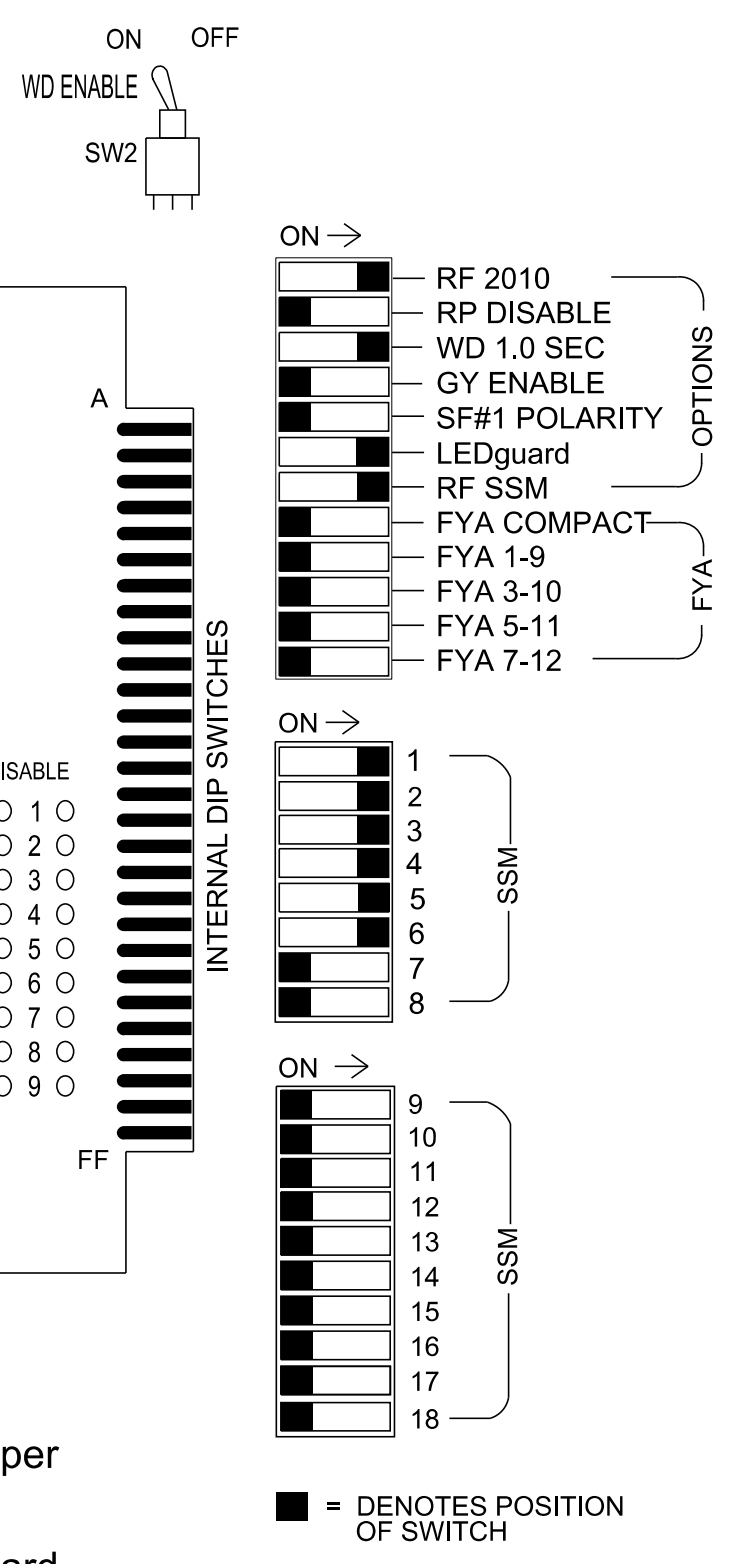 ON OFF
WD ENABLE
SW2
ON →
RF 2010
RP DISABLE
WD 1.0 SEC
GY ENABLE
SF#1 POLARITY
LEDguard
RF SSM
OPTIONS
FYA COMPACT
FYA 1-9
FYA 3-10
FYA 5-11
FYA 7-12
FYA
A
FF
ISABLE
1
2
3
4
5
6
7
8
9
INTERNAL DIP SWITCHES
ON →
1
2
3
4
5
6
7
8
SSM
ON →
9
10
11
12
13
14
15
16
17
18
SSM
per
= DENOTES POSITION
OF SWITCH